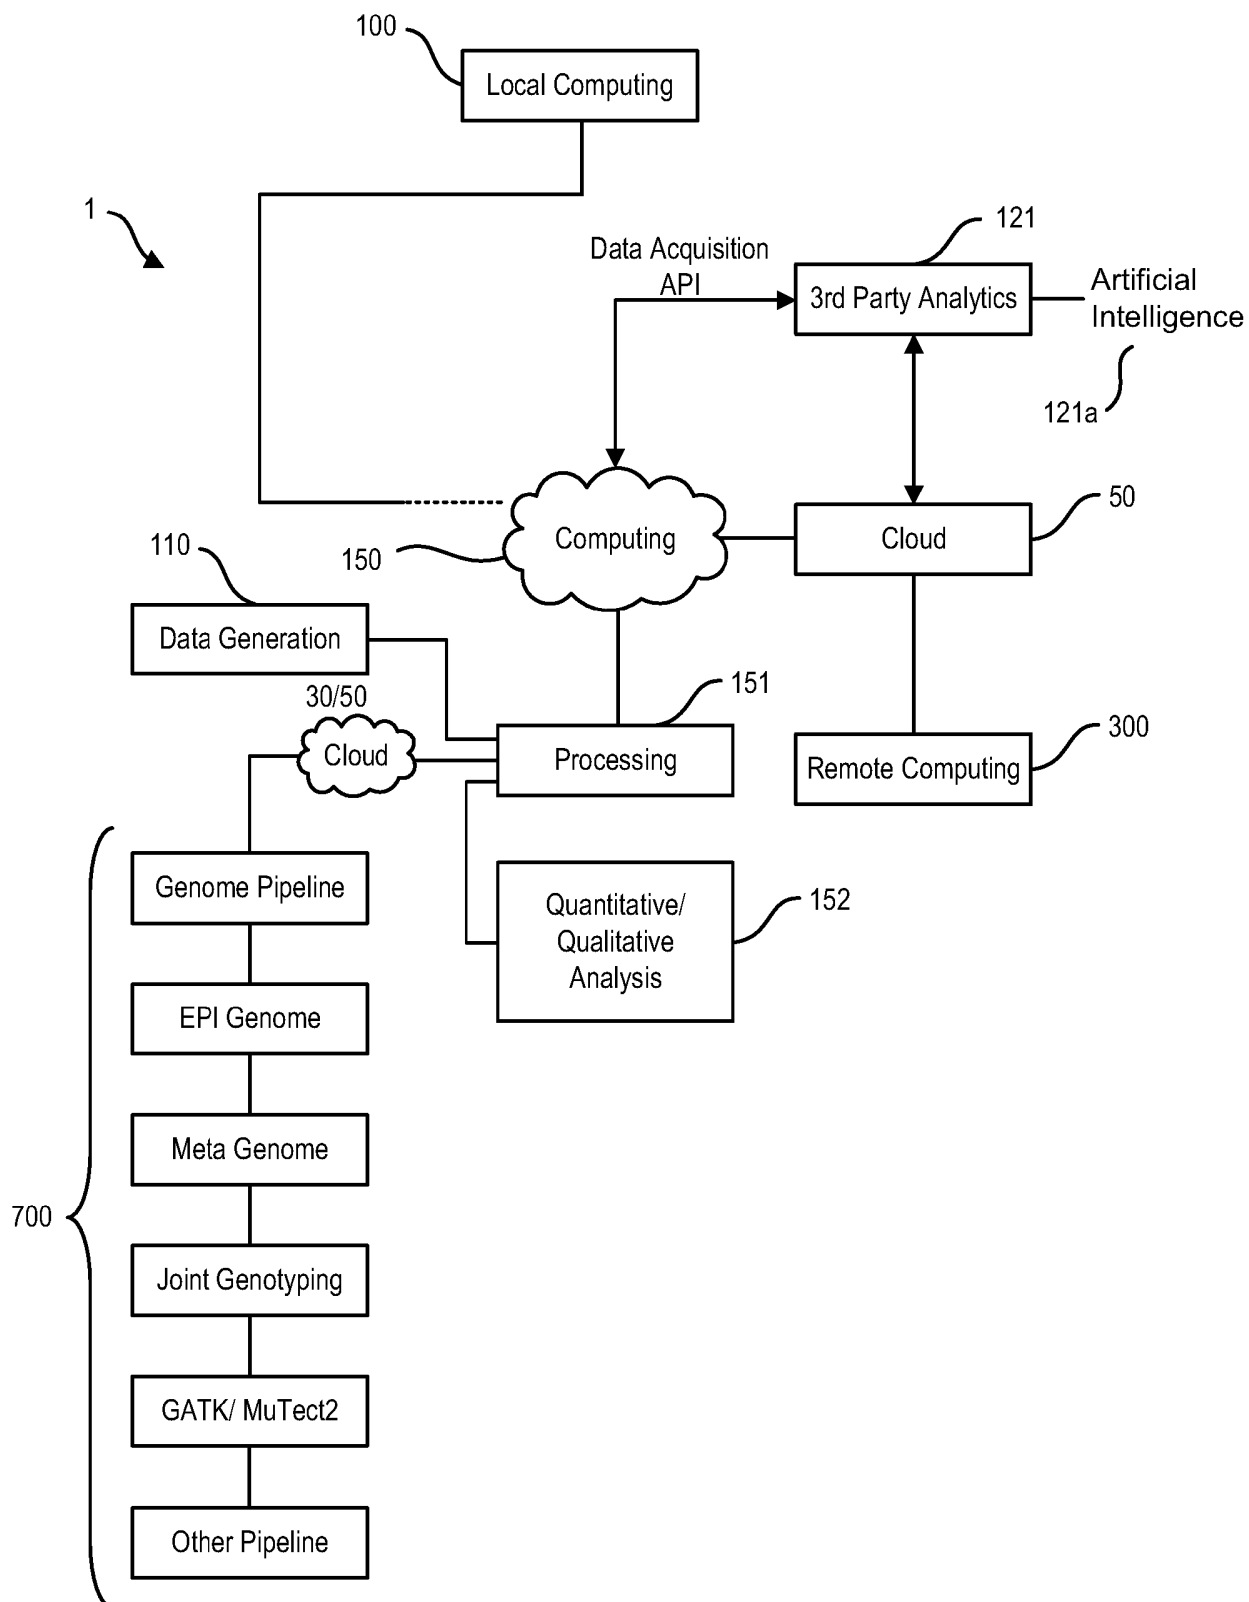 100
Local Computing
1
121
Data Acquisition
API
3rd Party Analytics
Artificial
Intelligence
121a
50
Computing
Cloud
150
110
Data Generation
30/50
Cloud
151
Processing
300
Remote Computing
Genome Pipeline
Quantitative/
Qualitative
Analysis
152
EPI Genome
Meta Genome
700
Joint Genotyping
GATK/ MuTect2
Other Pipeline